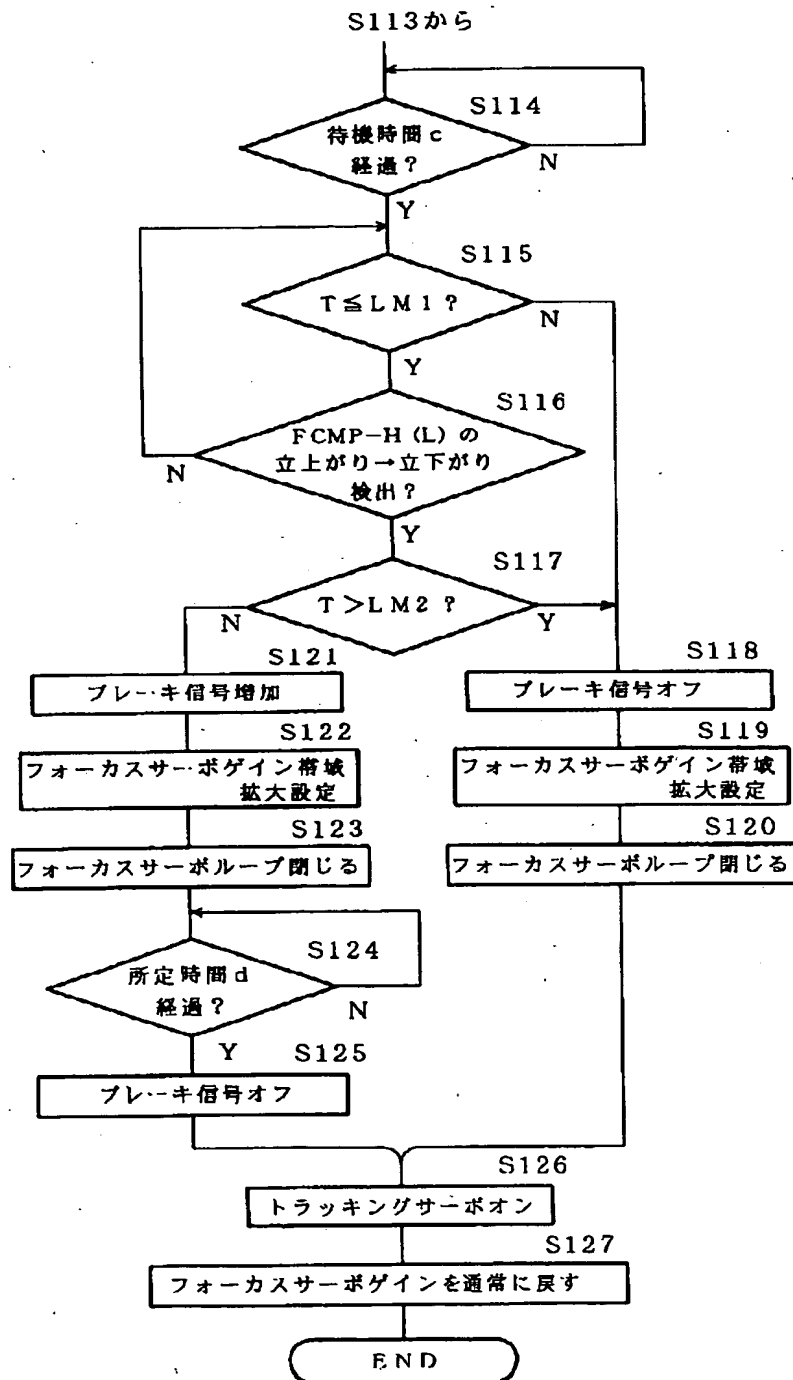 S113から
S114
待機時間c
経過?
N
Y
S115
T≦LM1?
N
Y
S116
FCMP-H(L)の
立上がり→立下がり
検出?
N
Y
S117
T>LM2?
N
Y
S121
ブレーキ信号増加
S118
ブレーキ信号オフ
S122
フォーカスサーボゲイン帯域
拡大設定
S119
フォーカスサーボゲイン帯域
拡大設定
S123
フォーカスサーボループ閉じる
S120
フォーカスサーボループ閉じる
S124
所定時間d
経過?
N
Y
S125
ブレーキ信号オフ
S126
トラッキングサーボオン
S127
フォーカスサーボゲインを通常に戻す
END